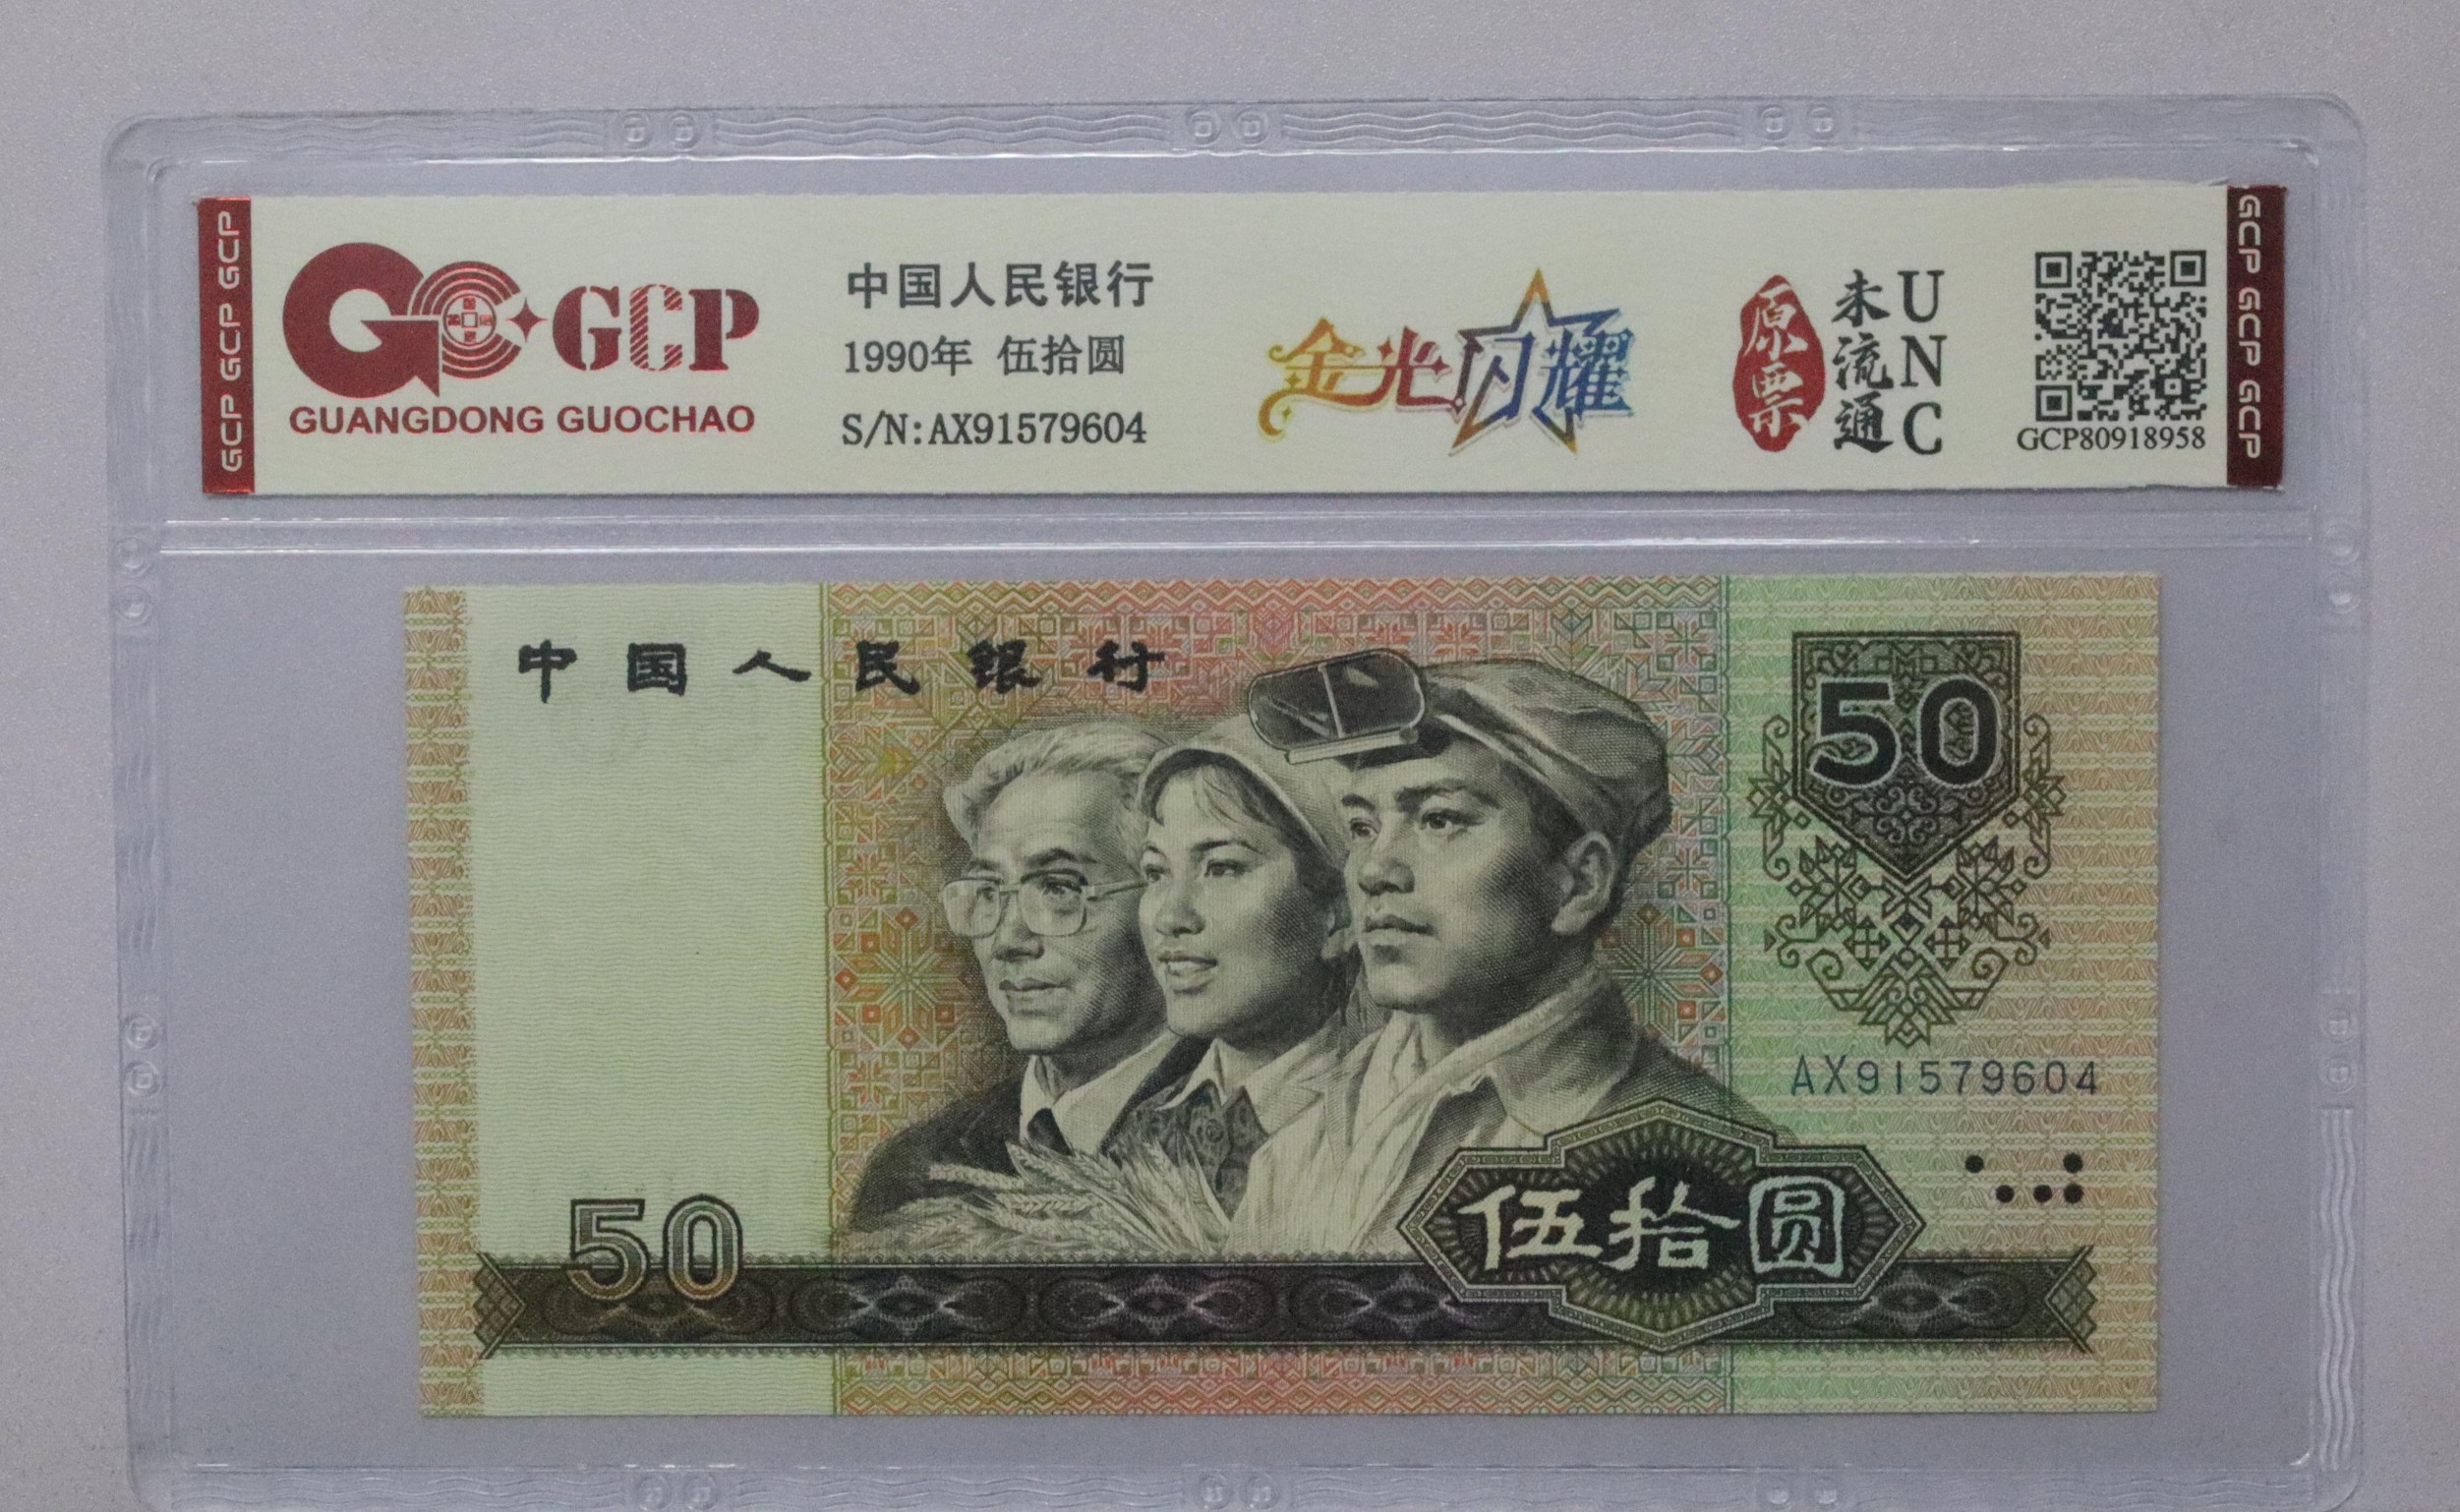 GCP GCP GCP
GCP
GUANGDONG GUOCHAO
中国人民银行
1990年 伍拾圆
S/N:AX91579604
金光闪耀
原票
未流通
UNC
GCP80918958
GCP GCP GCP
中国人民银行
50
AX91579604
50
伍拾圆